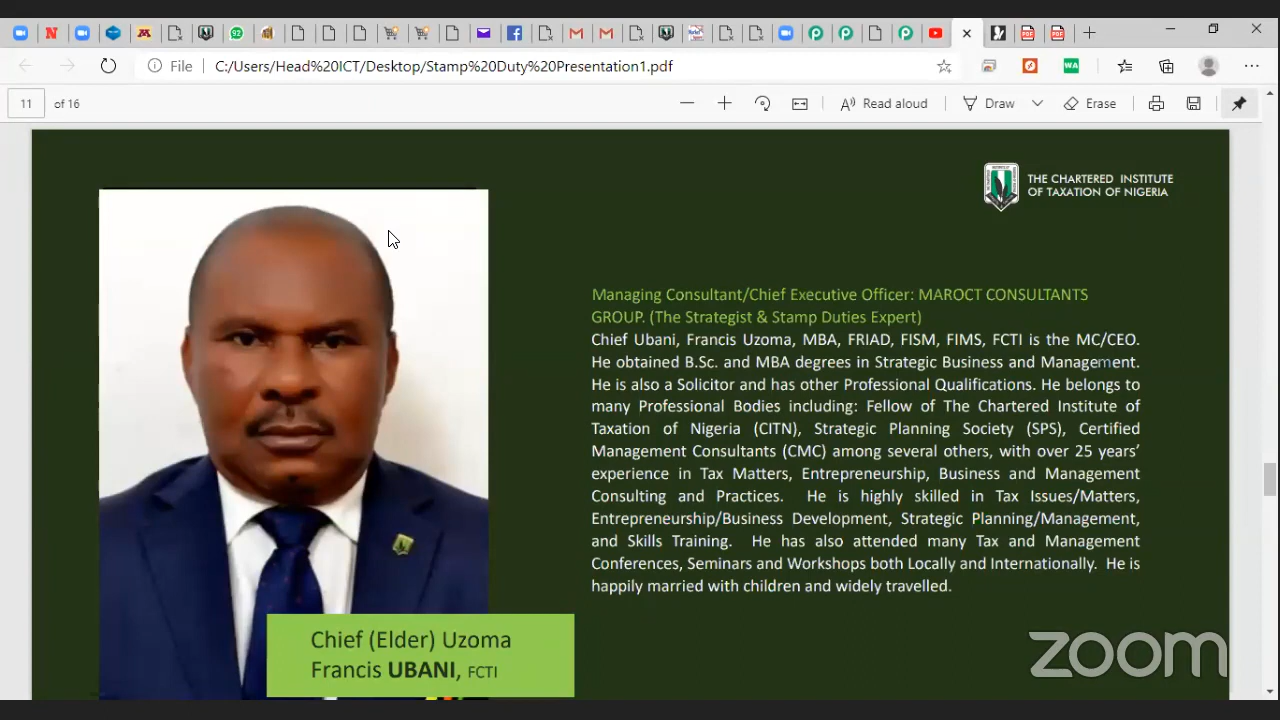 92
File
C:/Users/Head%20ICT/Desktop/Stamp%20Duty%20Presentation1.pdf
11 of 16
Read aloud
Draw
Erase
THE CHARTERED INSTITUTE
OF TAXATION OF NIGERIA
Managing Consultant/Chief Executive Officer: MAROCT CONSULTANTS
GROUP. (The Strategist & Stamp Duties Expert)
Chief Ubani, Francis Uzoma, MBA, FRIAD, FISM, FIMS, FCTI is the MC/CEO.
He obtained B.Sc. and MBA degrees in Strategic Business and Management.
He is also a Solicitor and has other Professional Qualifications. He belongs to
many Professional Bodies including: Fellow of The Chartered Institute of
Taxation of Nigeria (CITN), Strategic Planning Society (SPS), Certified
Management Consultants (CMC) among several others, with over 25 years’
experience in Tax Matters, Entrepreneurship, Business and Management
Consulting and Practices. He is highly skilled in Tax Issues/Matters,
Entrepreneurship/Business Development, Strategic Planning/Management,
and Skills Training. He has also attended many Tax and Management
Conferences, Seminars and Workshops both Locally and Internationally. He is
happily married with children and widely travelled.
Chief (Elder) Uzoma
Francis UBANI, FCTI
zoom